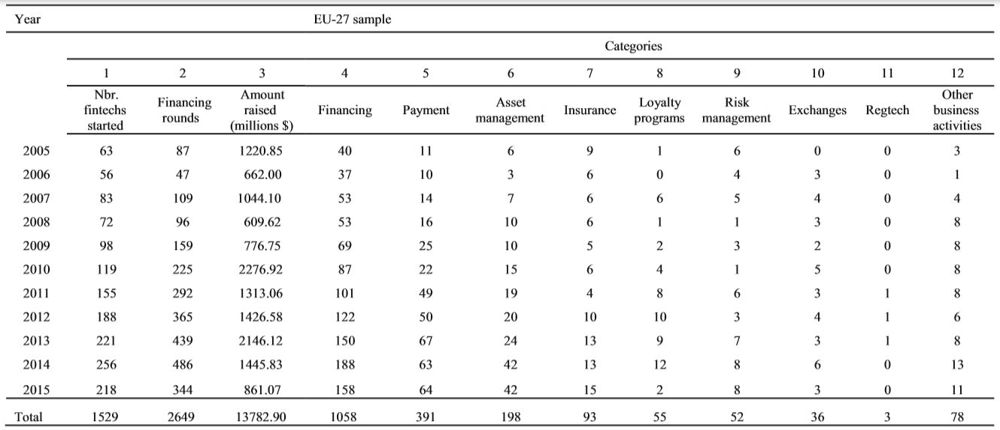 Year EU-27 sample
Categories
1 2 3 4 5 6 7 8 9 10 11 12
Nbr. fintechs started Financing rounds Amount raised (millions $) Financing Payment Asset management Insurance Loyalty programs Risk management Exchanges Regtech Other business activities
2005 63 87 1220.85 40 11 6 9 1 6 0 0 3
2006 56 47 662.00 37 10 3 6 0 4 3 0 1
2007 83 109 1044.10 53 14 7 6 6 5 4 0 4
2008 72 96 609.62 53 16 10 6 1 1 3 0 8
2009 98 159 776.75 69 25 10 5 2 3 2 0 8
2010 119 225 2276.92 87 22 15 6 4 1 5 0 8
2011 155 292 1313.06 101 49 19 4 8 6 3 1 8
2012 188 365 1426.58 122 50 20 10 10 3 4 1 6
2013 221 439 2146.12 150 67 24 13 9 7 3 1 8
2014 256 486 1445.83 188 63 42 13 12 8 6 0 13
2015 218 344 861.07 158 64 42 15 2 8 3 0 11
Total 1529 2649 13782.90 1058 391 198 93 55 52 36 3 78